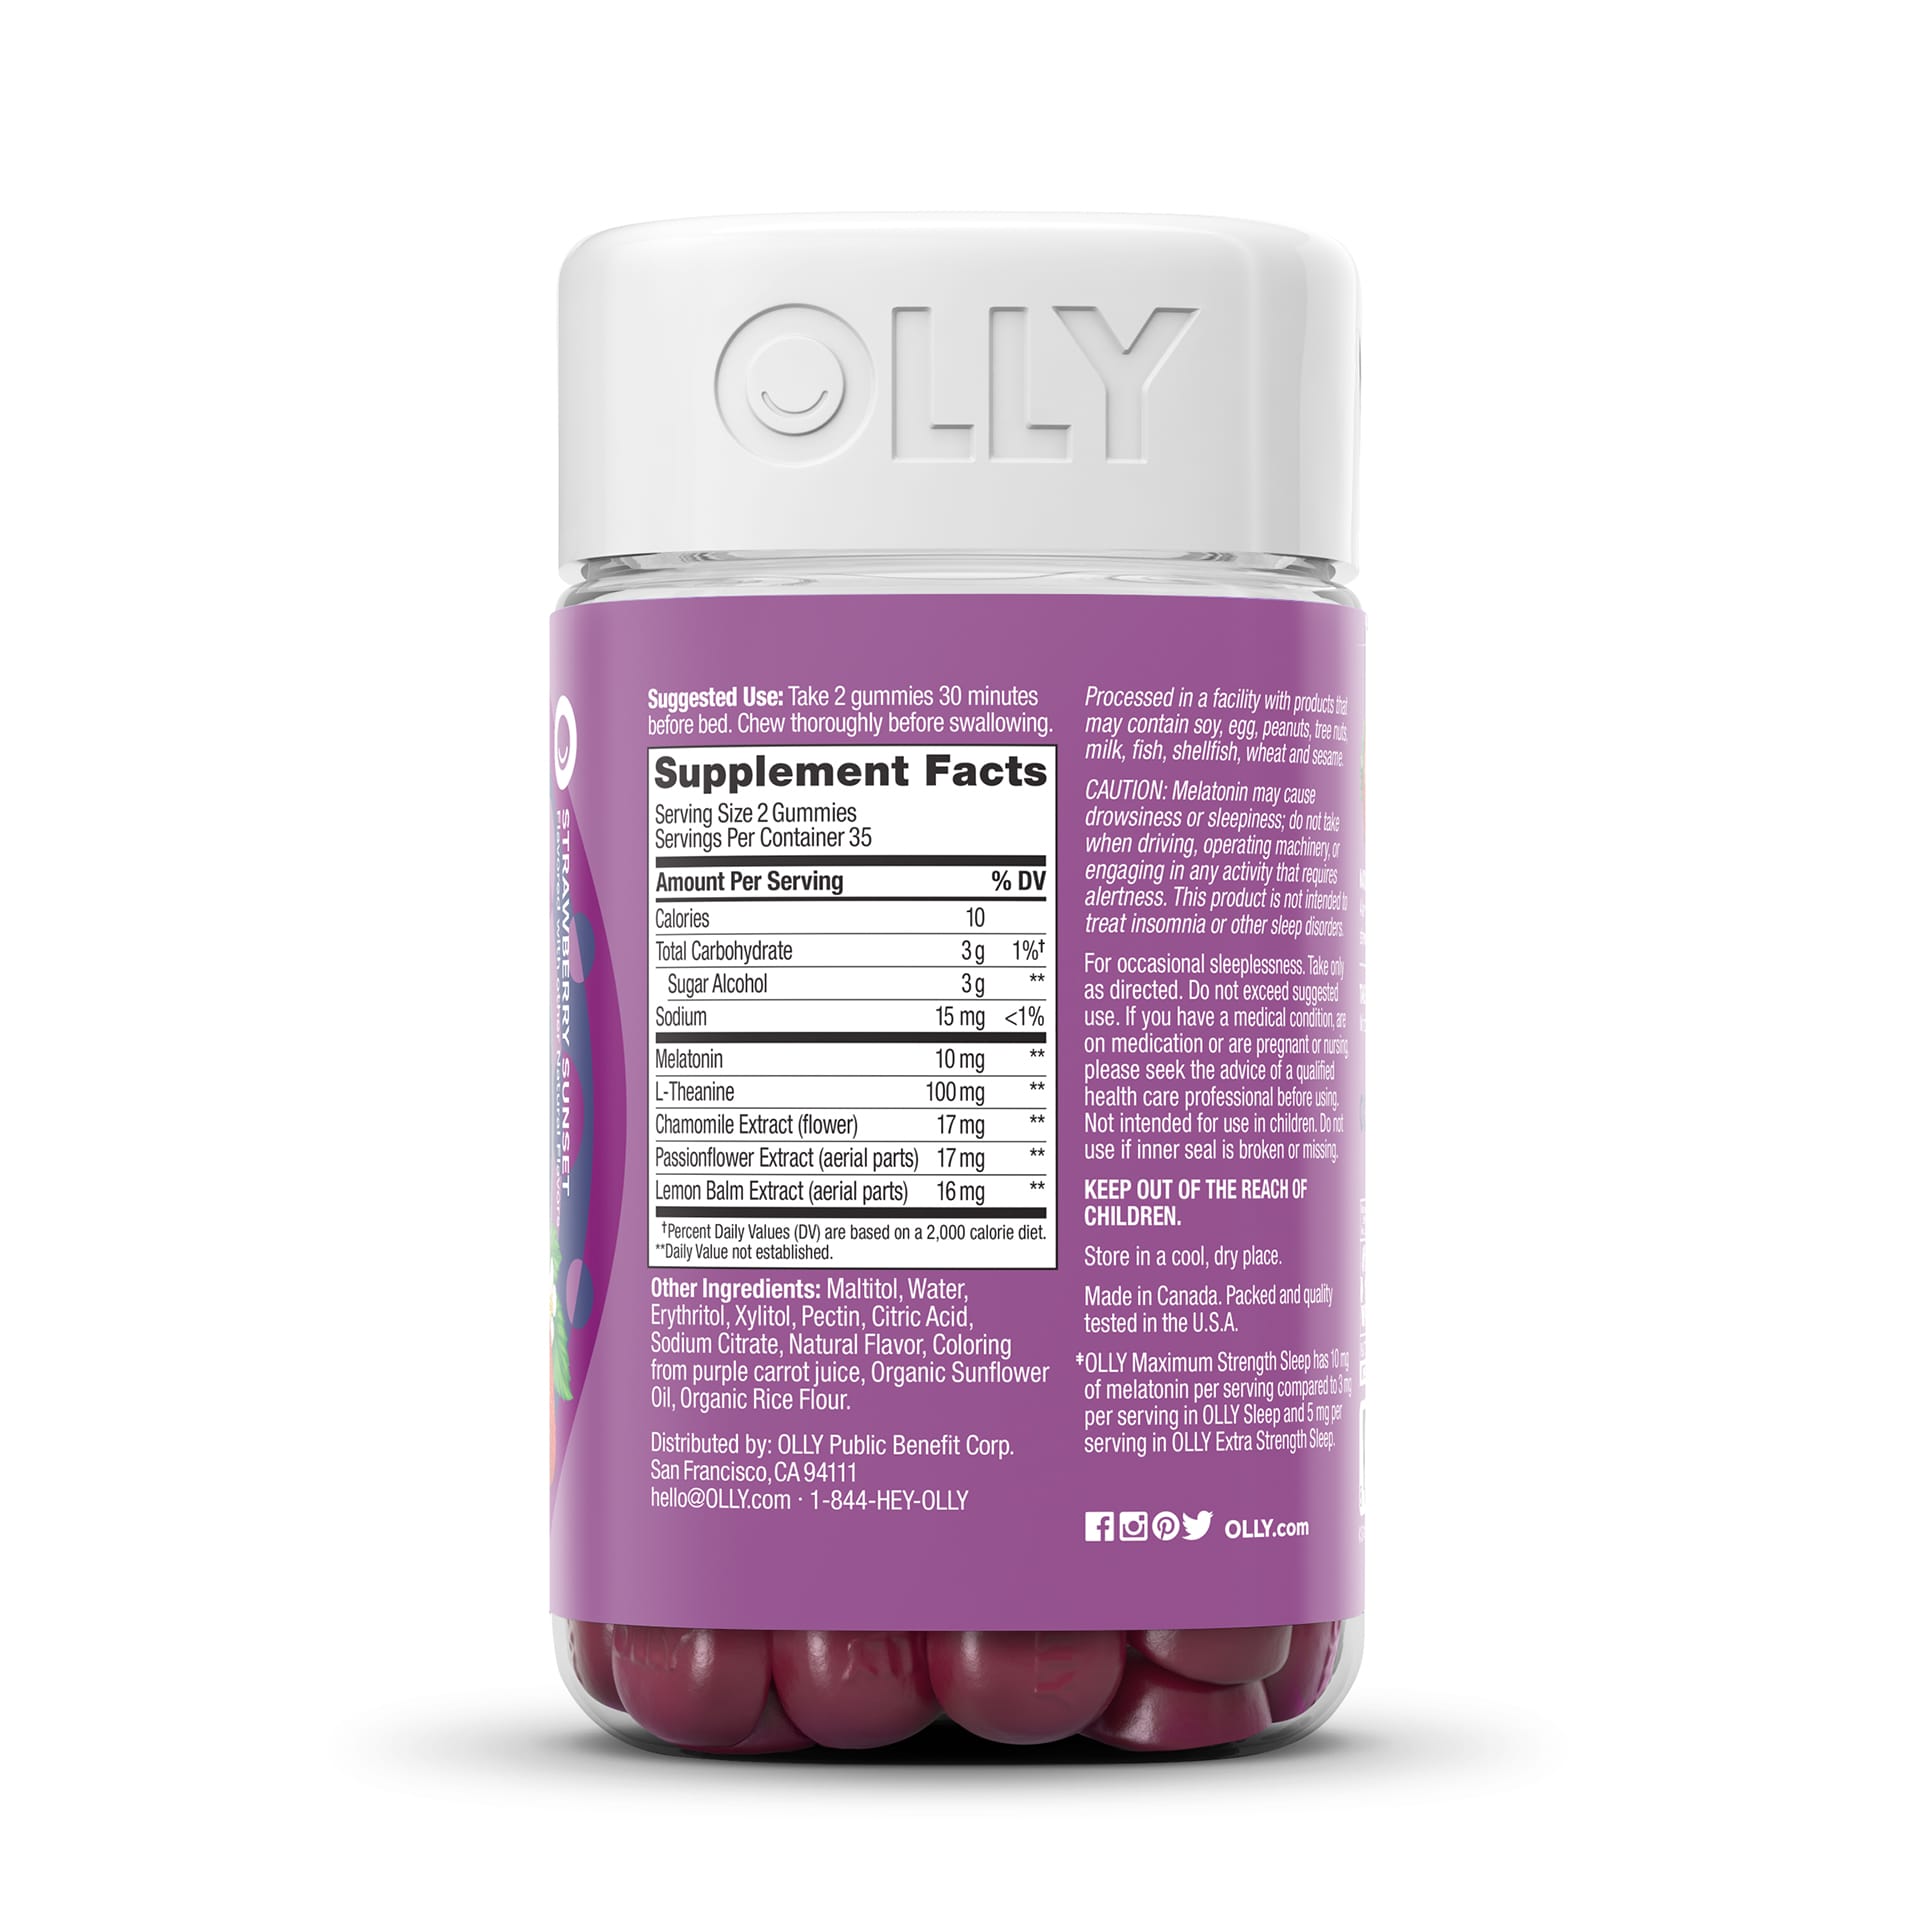 OLLY
STRAWBERRY SUNSET
Flavored with other Natural Flavors
Suggested Use: Take 2 gummies 30 minutes
before bed. Chew thoroughly before swallowing.
Supplement Facts
Serving Size 2 Gummies
Servings Per Container 35
Amount Per Serving % DV
Calories 10
Total Carbohydrate 3 g 1%†
Sugar Alcohol 3 g **
Sodium 15 mg <1%
Melatonin 10 mg **
L-Theanine 100 mg **
Chamomile Extract (flower) 17 mg **
Passionflower Extract (aerial parts) 17 mg **
Lemon Balm Extract (aerial parts) 16 mg **
†Percent Daily Values (DV) are based on a 2,000 calorie diet.
**Daily Value not established.
Other Ingredients: Maltitol, Water,
Erythritol, Xylitol, Pectin, Citric Acid,
Sodium Citrate, Natural Flavor, Coloring
from purple carrot juice, Organic Sunflower
Oil, Organic Rice Flour.
Distributed by: OLLY Public Benefit Corp.
San Francisco, CA 94111
hello@OLLY.com · 1-844-HEY-OLLY
Processed in a facility with products that
may contain soy, egg, peanuts, tree nuts,
milk, fish, shellfish, wheat and sesame.
CAUTION: Melatonin may cause
drowsiness or sleepiness; do not take
when driving, operating machinery, or
engaging in any activity that requires
alertness. This product is not intended to
treat insomnia or other sleep disorders.
For occasional sleeplessness. Take only
as directed. Do not exceed suggested
use. If you have a medical condition, are
on medication or are pregnant or nursing,
please seek the advice of a qualified
health care professional before using.
Not intended for use in children. Do not
use if inner seal is broken or missing.
KEEP OUT OF THE REACH OF
CHILDREN.
Store in a cool, dry place.
Made in Canada. Packed and quality
tested in the U.S.A.
‡OLLY Maximum Strength Sleep has 10 mg
of melatonin per serving compared to 3 mg
per serving in OLLY Sleep and 5 mg per
serving in OLLY Extra Strength Sleep.
OLLY.com
OLLY